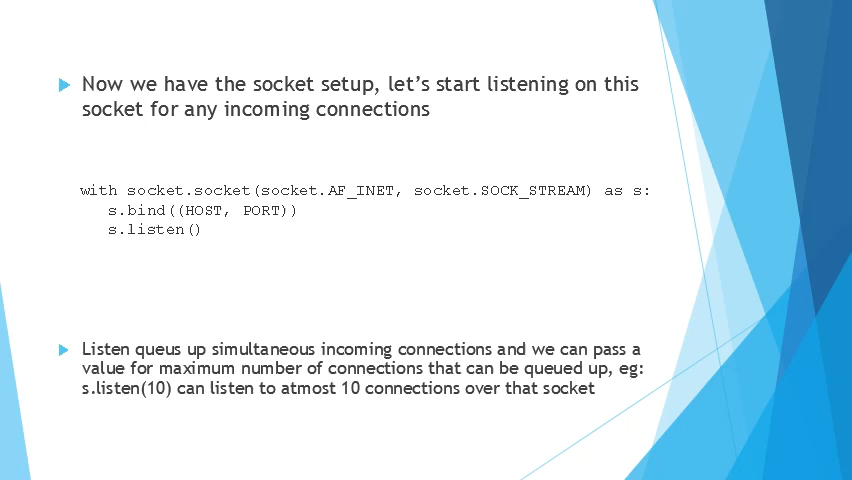 Now we have the socket setup, let’s start listening on this
socket for any incoming connections
with socket.socket(socket.AF_INET, socket.SOCK_STREAM) as s:
s.bind((HOST, PORT))
s.listen()
Listen queus up simultaneous incoming connections and we can pass a
value for maximum number of connections that can be queued up, eg:
s.listen(10) can listen to atmost 10 connections over that socket